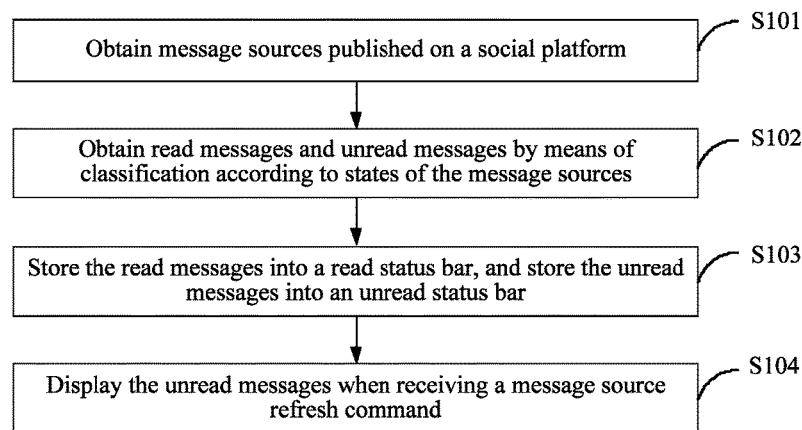 Obtain message sources published on a social platform
S101
Obtain read messages and unread messages by means of
classification according to states of the message sources
S102
Store the read messages into a read status bar, and store the unread
messages into an unread status bar
S103
Display the unread messages when receiving a message source
refresh command
S104